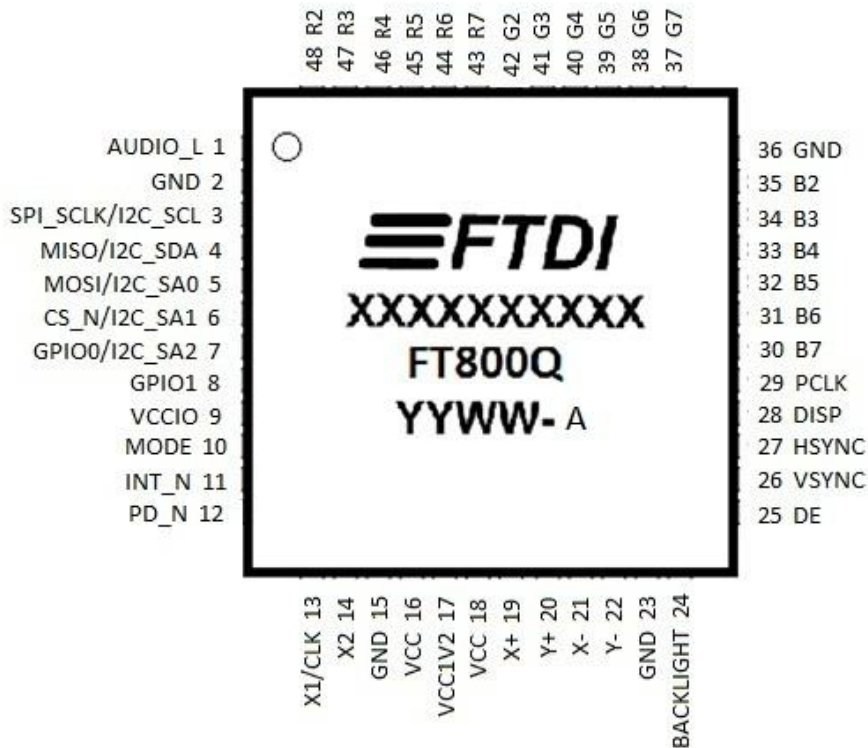 48 R2
47 R3
46 R4
45 R5
44 R6
43 R7
42 G2
41 G3
40 G4
39 G5
38 G6
37 G7
AUDIO_L 1
GND 2
SPI_SCLK/I2C_SCL 3
MISO/I2C_SDA 4
MOSI/I2C_SA0 5
CS_N/I2C_SA1 6
GPIO0/I2C_SA2 7
GPIO1 8
VCCIO 9
MODE 10
INT_N 11
PD_N 12
FTDI
XXXXXXXXXX
FT800Q
YYWW- A
36 GND
35 B2
34 B3
33 B4
32 B5
31 B6
30 B7
29 PCLK
28 DISP
27 HSYNC
26 VSYNC
25 DE
X1/CLK 13
X2 14
GND 15
VCC 16
VCC1V2 17
VCC 18
X+ 19
Y+ 20
X- 21
Y- 22
GND 23
BACKLIGHT 24